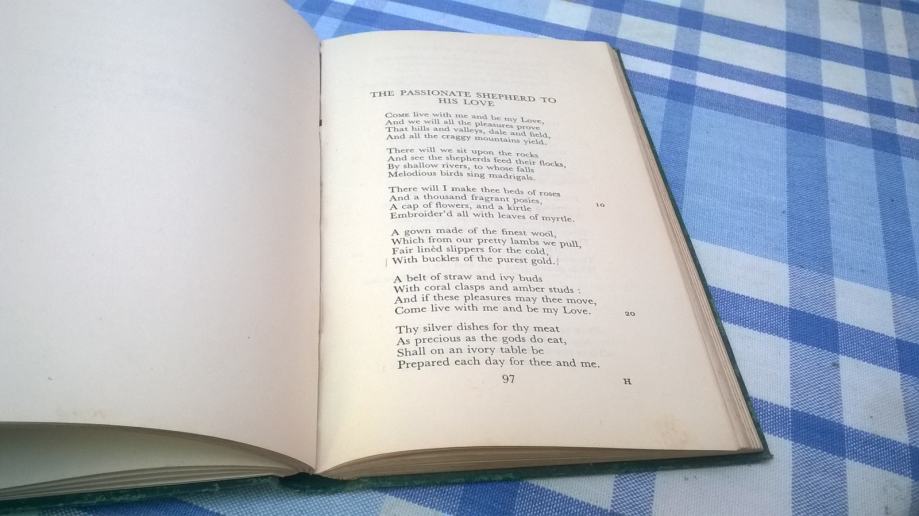 THE PASSIONATE SHEPHERD TO
HIS LOVE
COME live with me and be my Love,
And we will all the pleasures prove
That hills and valleys, dale and field,
And all the craggy mountains yield.
There will we sit upon the rocks
And see the shepherds feed their flocks,
By shallow rivers, to whose falls
Melodious birds sing madrigals.
There will I make thee beds of roses
And a thousand fragrant posies,
A cap of flowers, and a kirtle 10
Embroider'd all with leaves of myrtle.
A gown made of the finest wool,
Which from our pretty lambs we pull,
Fair linèd slippers for the cold,
With buckles of the purest gold.
A belt of straw and ivy buds
With coral clasps and amber studs :
And if these pleasures may thee move,
Come live with me and be my Love. 20
Thy silver dishes for thy meat
As precious as the gods do eat,
Shall on an ivory table be
Prepared each day for thee and me.
97 H